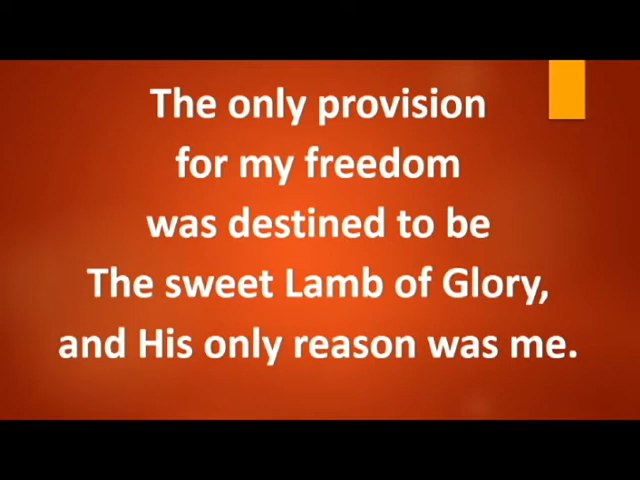 The only provision
for my freedom
was destined to be
The sweet Lamb of Glory,
and His only reason was me.